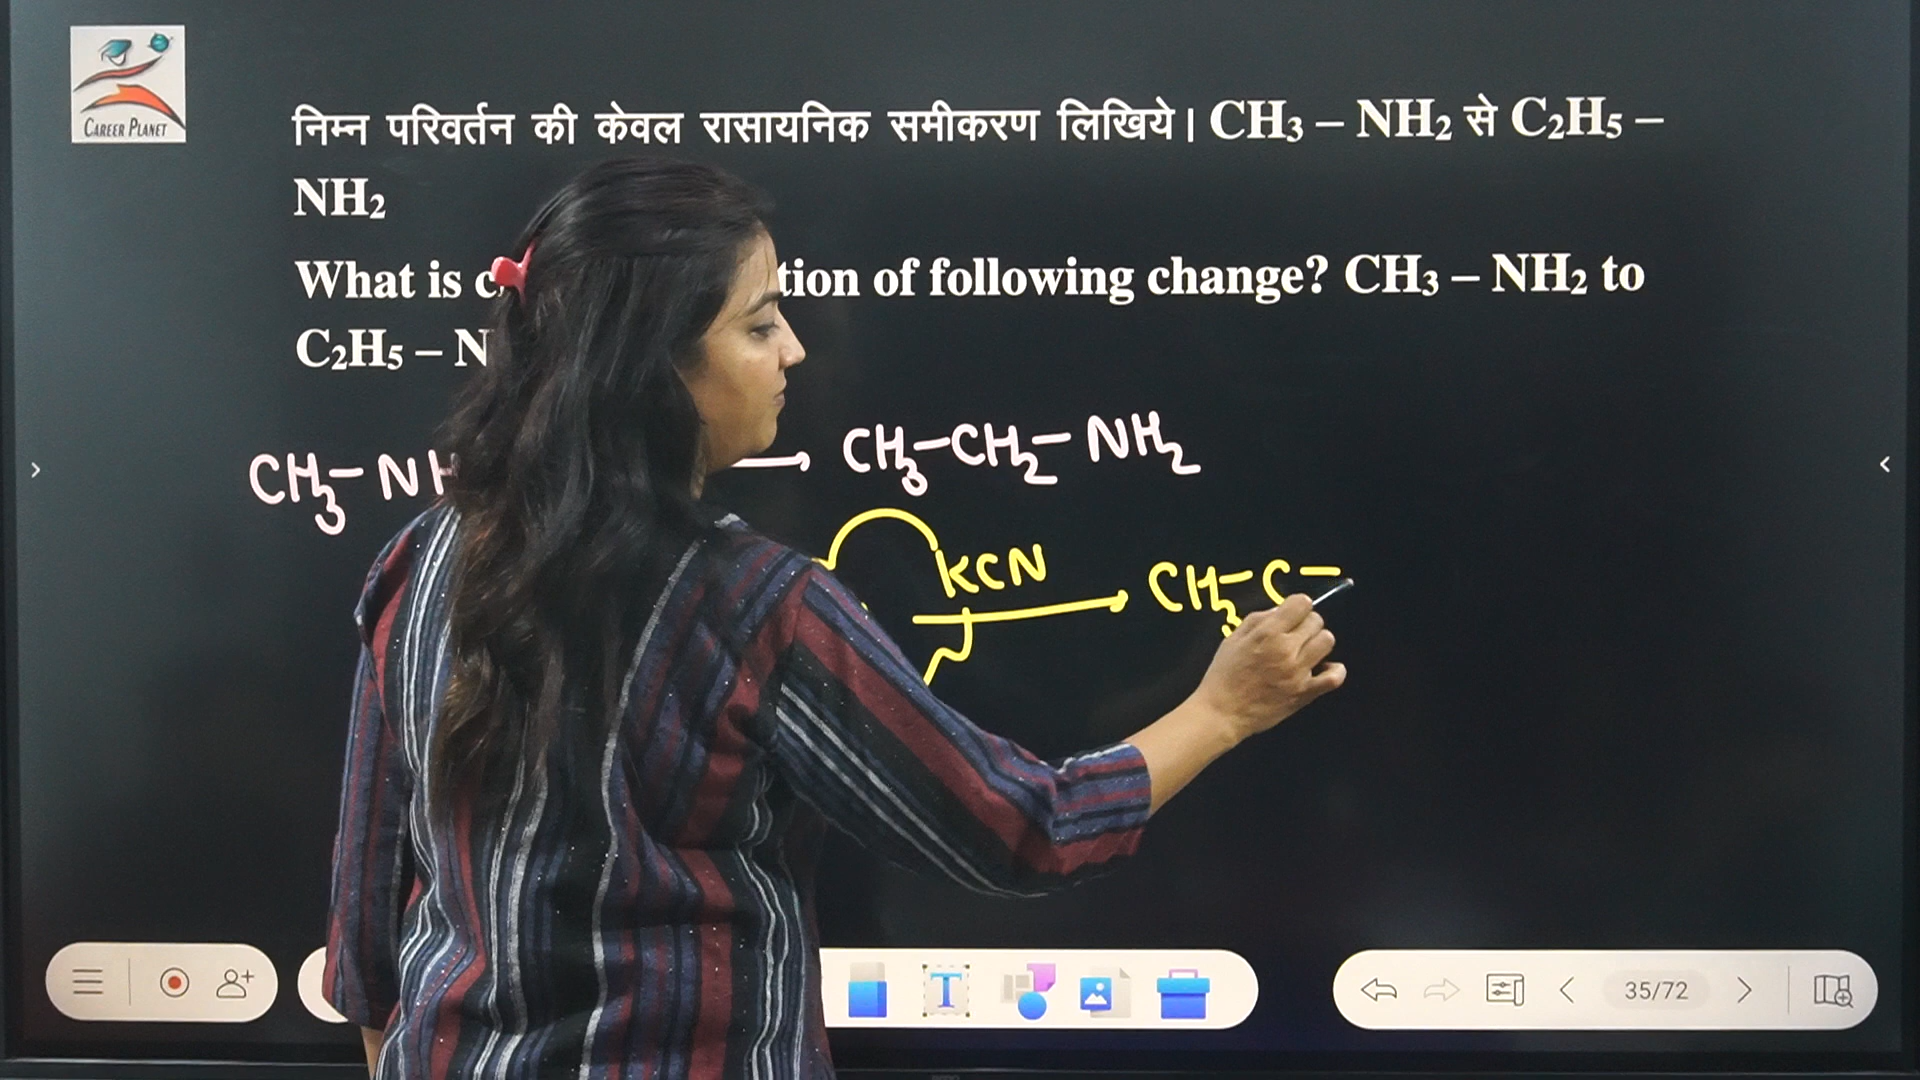 CAREER PLANET
निम्न परिवर्तन की केवल रासायनिक समीकरण लिखिये। CH₃ – NH₂ से C₂H₅ –
NH₂
What is tion of following change? CH₃ – NH₂ to
C₂H₅ – N
CH₃-NH → CH₃-CH₂-NH₂
KCN → CH₃-C-
35/72